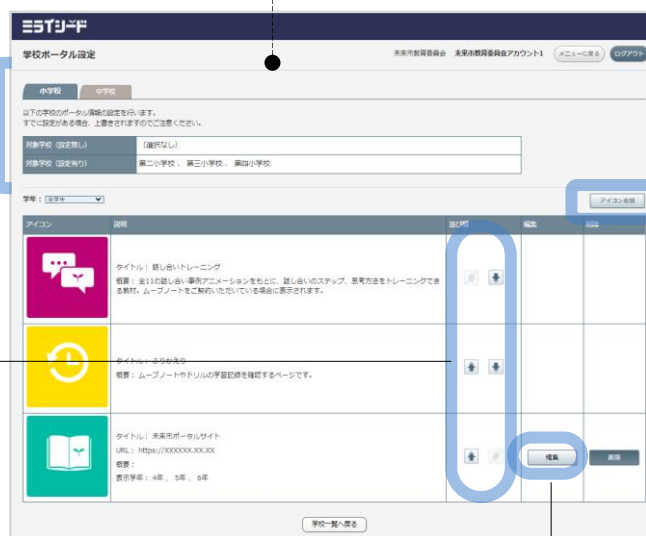 ミライシード
学校ポータル設定
未来市教育委員会 未来市教育委員会アカウント1 メニューに戻る ログアウト
小学校 中学校
以下の学校のポータル情報の設定を行います。
すでに設定がある場合、上書きされますのでご注意ください。
対象学校（設定無し） （選択なし）
対象学校（設定有り） 第二小学校 、 第三小学校 、 第四小学校
学年： 全学年 アイコン追加
アイコン 説明 並び順 編集 削除
タイトル： 話し合いトレーニング
概要： 全11の話し合い事例アニメーションをもとに、話し合いのステップ、思考方法をトレーニングでき
る教材。ムーブノートをご契約いただいている場合に表示されます。
タイトル： ふりかえり
概要： ムーブノートやドリルの学習記録を確認するページです。
タイトル： 未来市ポータルサイト
URL： https://XXXXXX.XX.XX
概要：
表示学年： 4年 、 5年 、 6年
編集 削除
学校一覧へ戻る